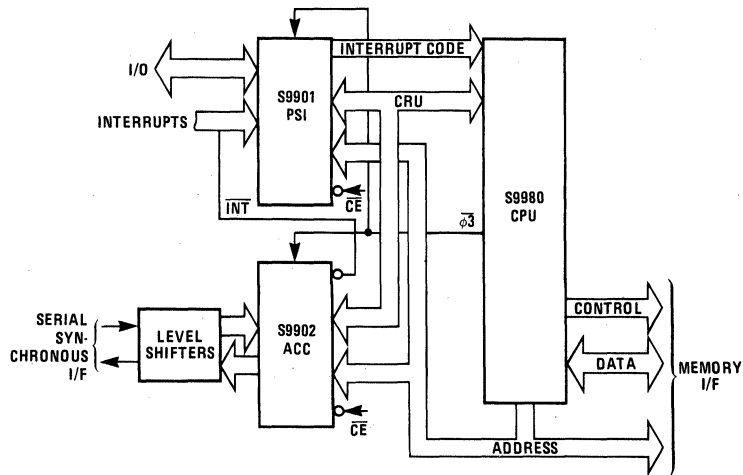 INTERRUPT CODE
I/O
S9901
PSI
CRU
INTERRUPTS
S9980
CPU
INT
CE
φ3
SERIAL
SYN-
CHRONOUS
I/F
LEVEL
SHIFTERS
S9902
ACC
CONTROL
DATA
MEMORY
I/F
CE
ADDRESS